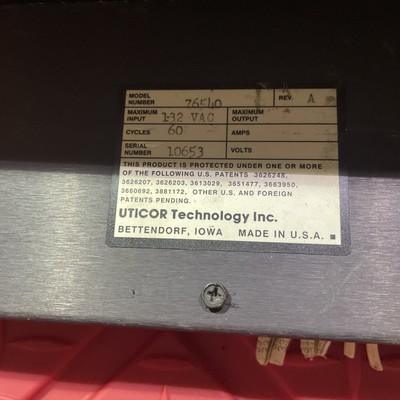 MODEL NUMBER 76540 REV. A
MAXIMUM INPUT 132 VAC MAXIMUM OUTPUT
CYCLES 60 AMPS
SERIAL NUMBER 10653 VOLTS
THIS PRODUCT IS PROTECTED UNDER ONE OR MORE
OF THE FOLLOWING U.S. PATENTS 3626248,
3626207, 3626203, 3613029, 3651477, 3663950,
3660692, 3881172, OTHER U.S. AND FOREIGN
PATENTS PENDING.
UTICOR Technology Inc.
BETTENDORF, IOWA MADE IN U.S.A.